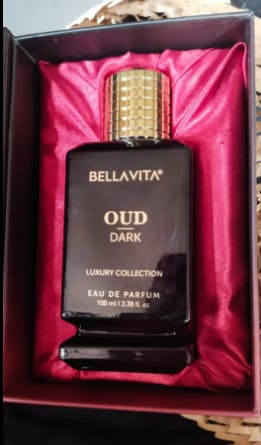 BELLAVITA®
OUD
DARK
LUXURY COLLECTION
EAU DE PARFUM
100 ml | 3.38 fl. oz